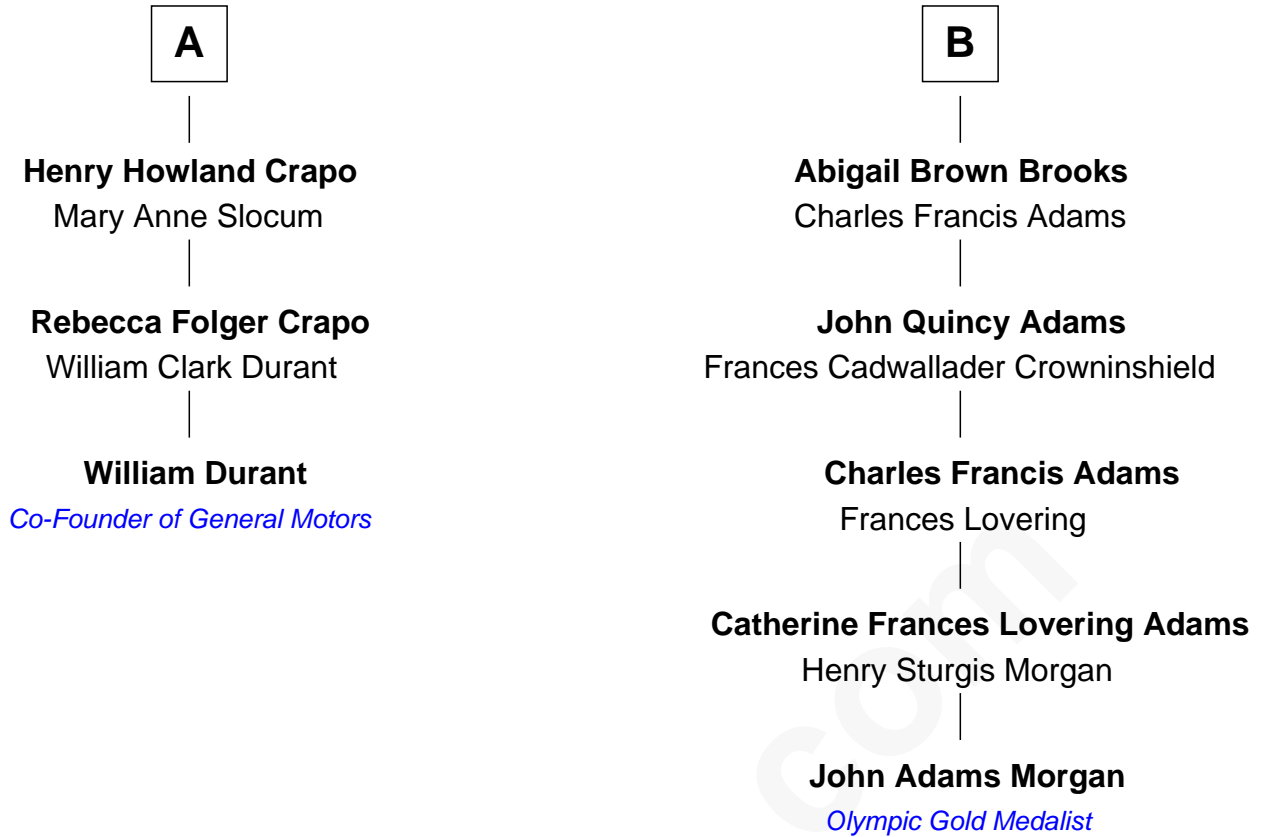 A
Henry Howland Crapo
Mary Anne Slocum
Rebecca Folger Crapo
William Clark Durant
William Durant
Co-Founder of General Motors
B
Abigail Brown Brooks
Charles Francis Adams
John Quincy Adams
Frances Cadwallader Crowninshield
Charles Francis Adams
Frances Lovering
Catherine Frances Lovering Adams
Henry Sturgis Morgan
John Adams Morgan
Olympic Gold Medalist
com